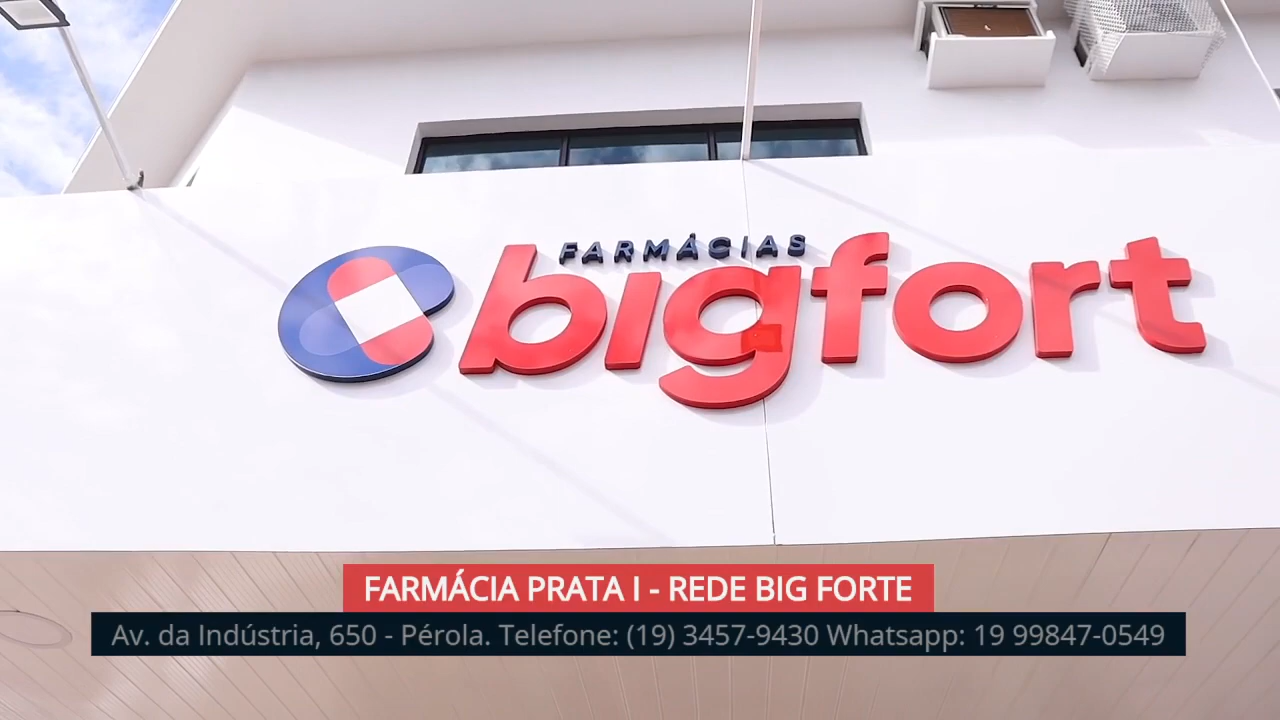 FARMÁCIAS
bigfort
FARMÁCIA PRATA I - REDE BIG FORTE
Av. da Indústria, 650 - Pérola. Telefone: (19) 3457-9430 Whatsapp: 19 99847-0549